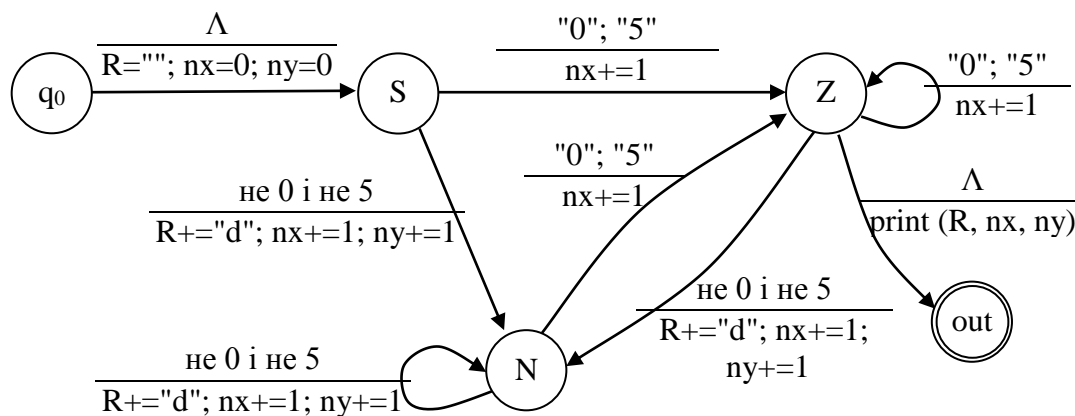 Λ
R=""; nx=0; ny=0
q₀
S
"0"; "5"
nx+=1
Z
"0"; "5"
nx+=1
"0"; "5"
nx+=1
не 0 і не 5
R+="d"; nx+=1; ny+=1
Λ
print (R, nx, ny)
не 0 і не 5
R+="d"; nx+=1;
ny+=1
out
не 0 і не 5
R+="d"; nx+=1; ny+=1
N